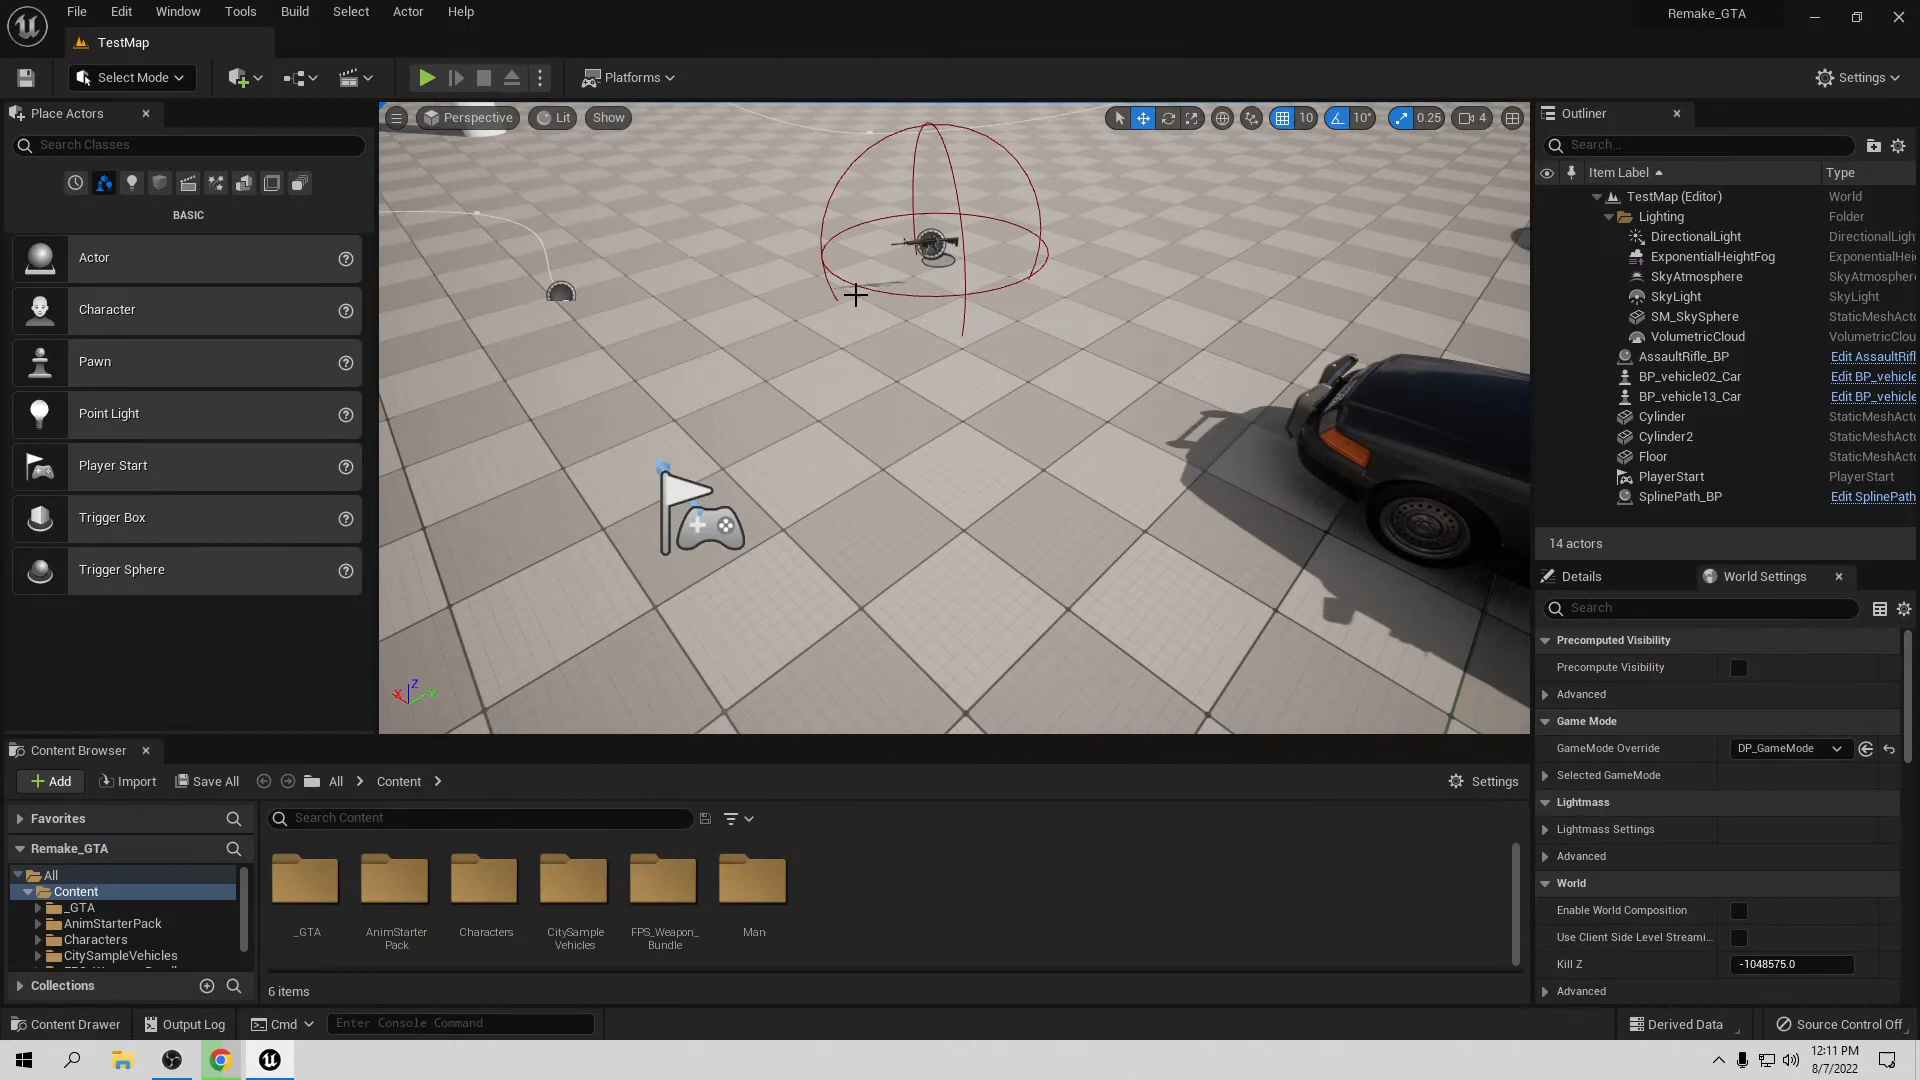 File Edit Window Tools Build Select Actor Help
Remake_GTA
TestMap
Select Mode
Platforms
Settings
Place Actors
Search Classes
BASIC
Actor
Character
Pawn
Point Light
Player Start
Trigger Box
Trigger Sphere
Perspective Lit Show
10 10° 0.25 4
X Z Y
Outliner
Search...
Item Label Type
TestMap (Editor) World
Lighting Folder
DirectionalLight DirectionalLigh
ExponentialHeightFog ExponentialHei
SkyAtmosphere SkyAtmosphere
SkyLight SkyLight
SM_SkySphere StaticMeshActo
VolumetricCloud VolumetricClou
AssaultRifle_BP Edit AssaultRifl
BP_vehicle02_Car Edit BP_vehicle
BP_vehicle13_Car Edit BP_vehicle
Cylinder StaticMeshActo
Cylinder2 StaticMeshActo
Floor StaticMeshActo
PlayerStart PlayerStart
SplinePath_BP Edit SplinePath
14 actors
Details World Settings
Search
Precomputed Visibility
Precompute Visibility
Advanced
Game Mode
GameMode Override DP_GameMode
Selected GameMode
Lightmass
Lightmass Settings
Advanced
World
Enable World Composition
Use Client Side Level Streami...
Kill Z -1048575.0
Advanced
Content Browser
Add Import Save All All Content
Settings
Favorites
Search Content
Remake_GTA
All
Content
_GTA
AnimStarterPack
Characters
CitySampleVehicles
Collections
_GTA
AnimStarter
Pack
Characters
CitySample
Vehicles
FPS_Weapon_
Bundle
Man
6 items
Content Drawer Output Log Cmd Enter Console Command
Derived Data Source Control Off
12:11 PM
8/7/2022